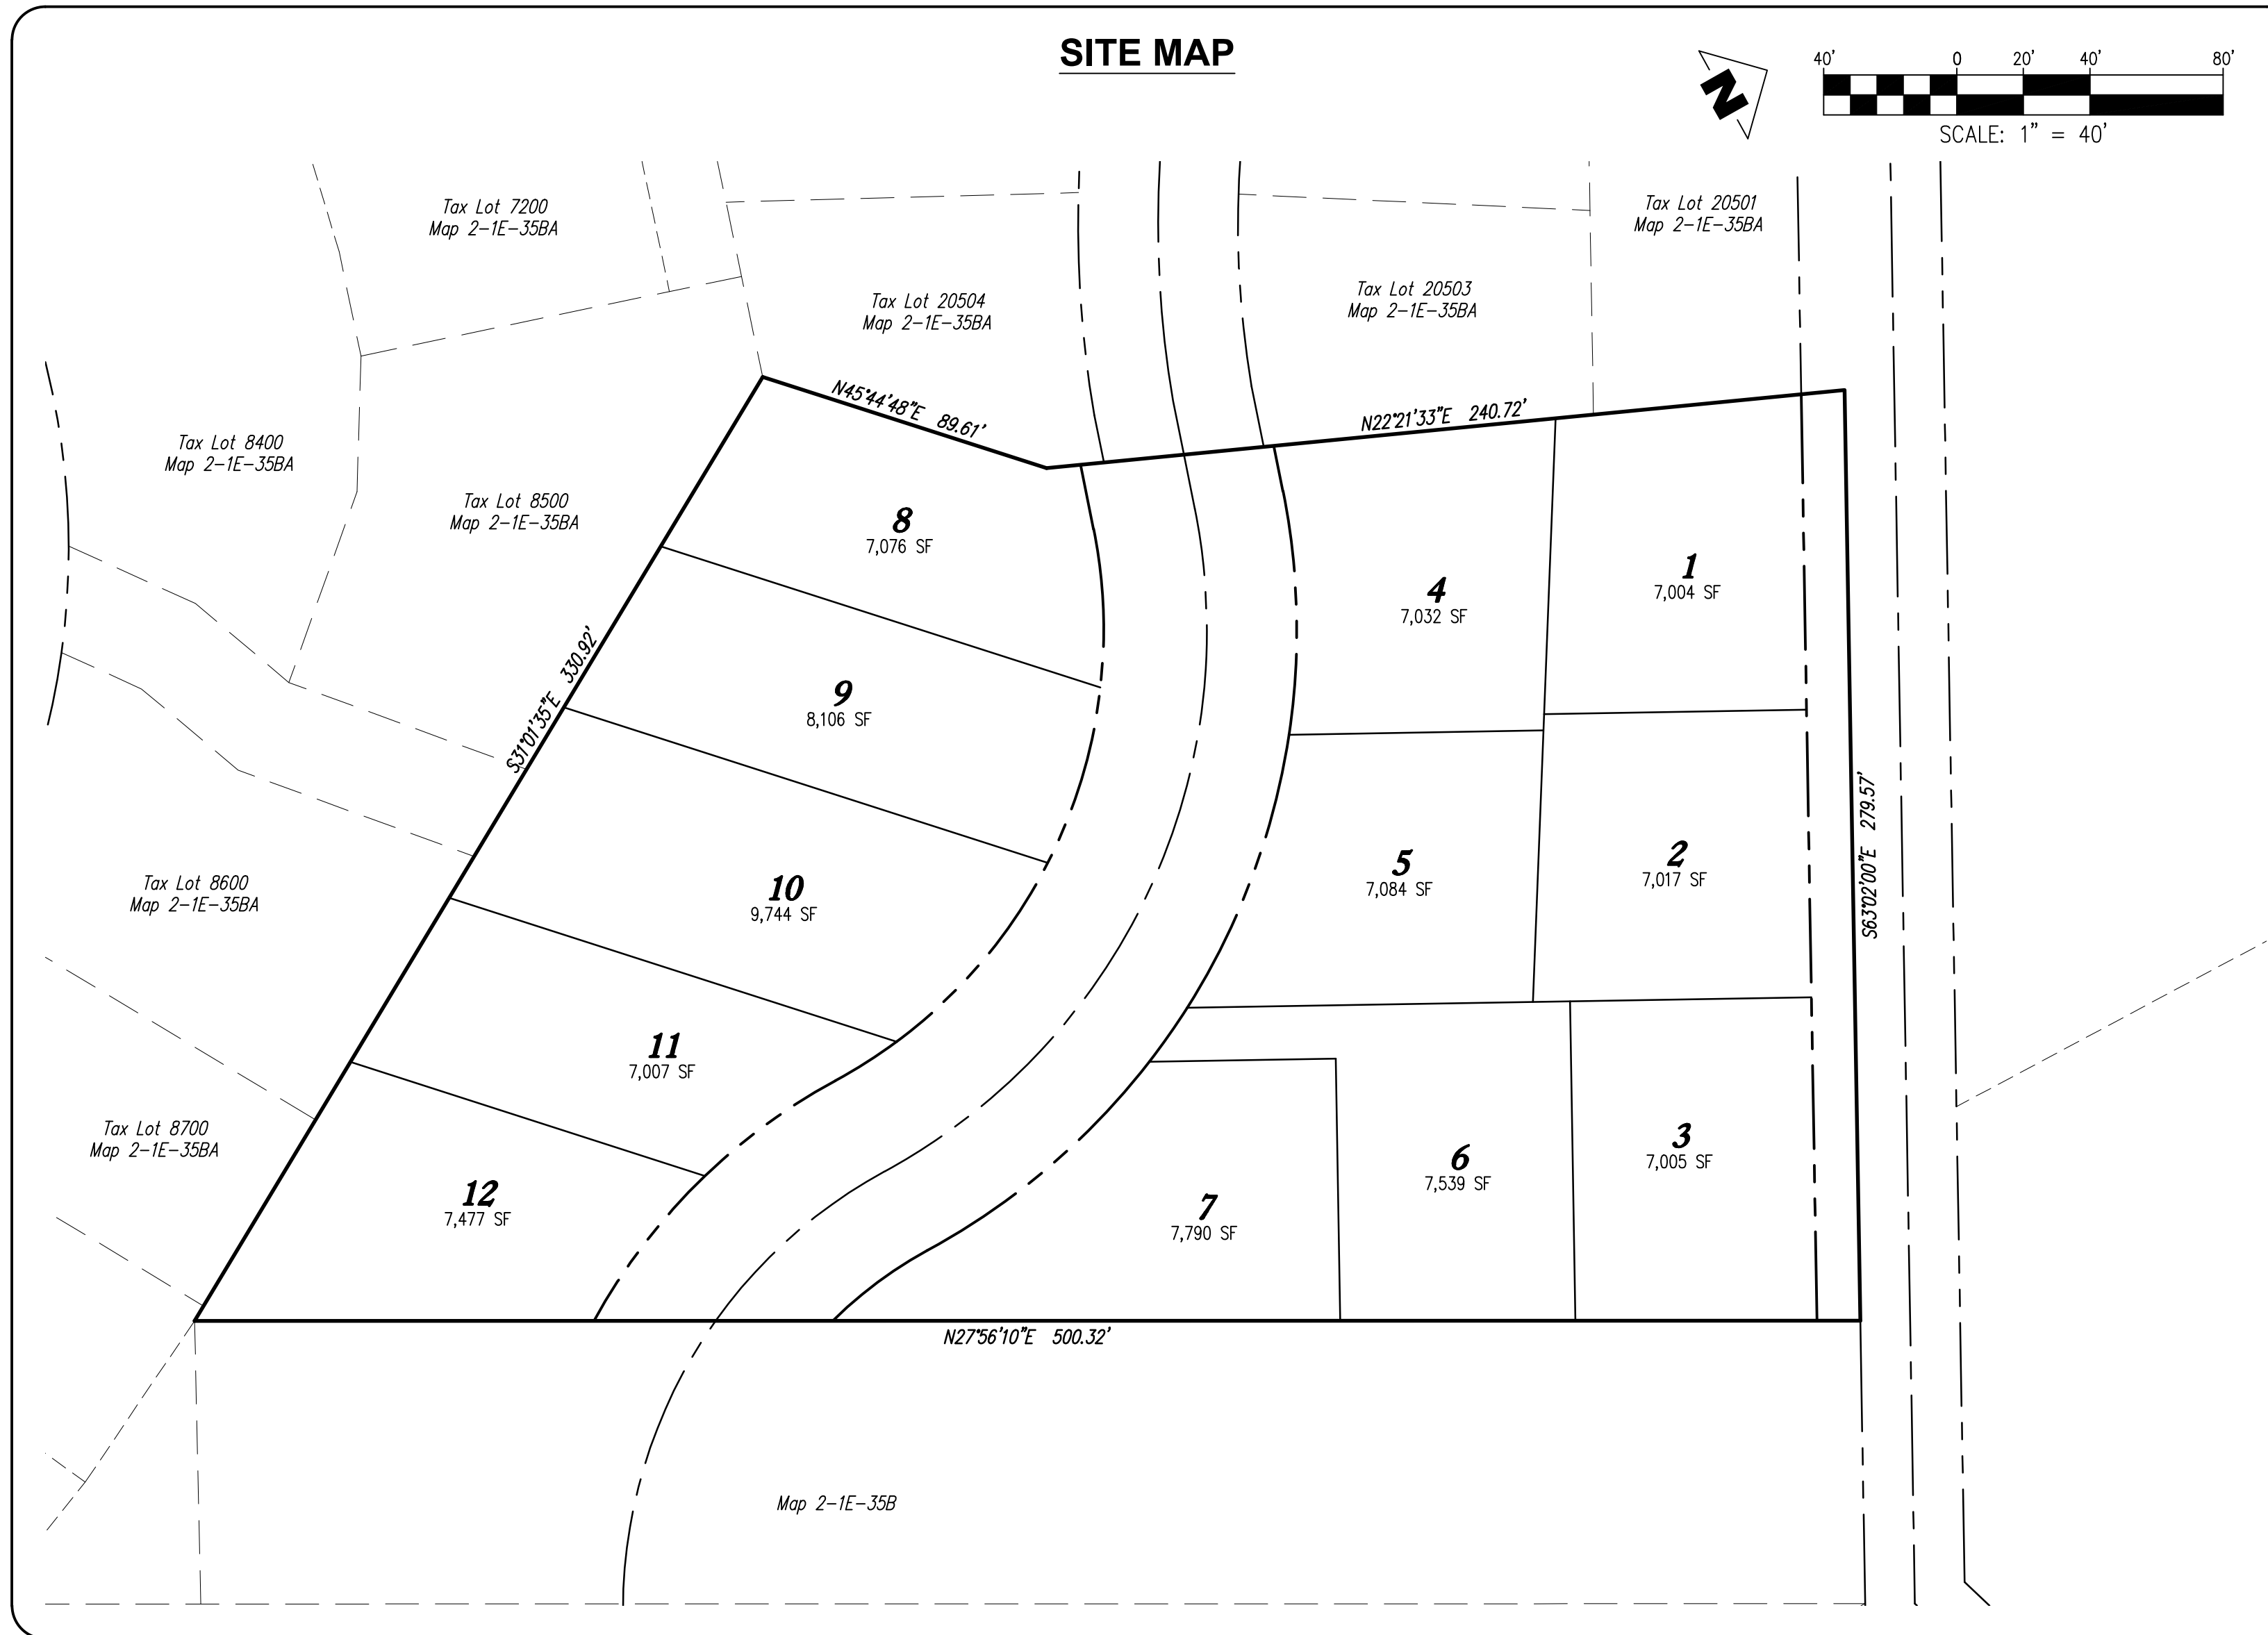 SITE MAP
N
40' 0 20' 40' 80'
SCALE: 1" = 40'
Tax Lot 7200
Map 2-1E-35BA
Tax Lot 20501
Map 2-1E-35BA
Tax Lot 20504
Map 2-1E-35BA
Tax Lot 20503
Map 2-1E-35BA
N45°44'48"E 89.61'
N22°21'33"E 240.72'
Tax Lot 8400
Map 2-1E-35BA
Tax Lot 8500
Map 2-1E-35BA
8
7,076 SF
4
7,032 SF
1
7,004 SF
S31°01'35"E 330.92'
9
8,106 SF
S63°02'00"E 279.57'
Tax Lot 8600
Map 2-1E-35BA
10
9,744 SF
5
7,084 SF
2
7,017 SF
11
7,007 SF
Tax Lot 8700
Map 2-1E-35BA
12
7,477 SF
7
7,790 SF
6
7,539 SF
3
7,005 SF
N27°56'10"E 500.32'
Map 2-1E-35B